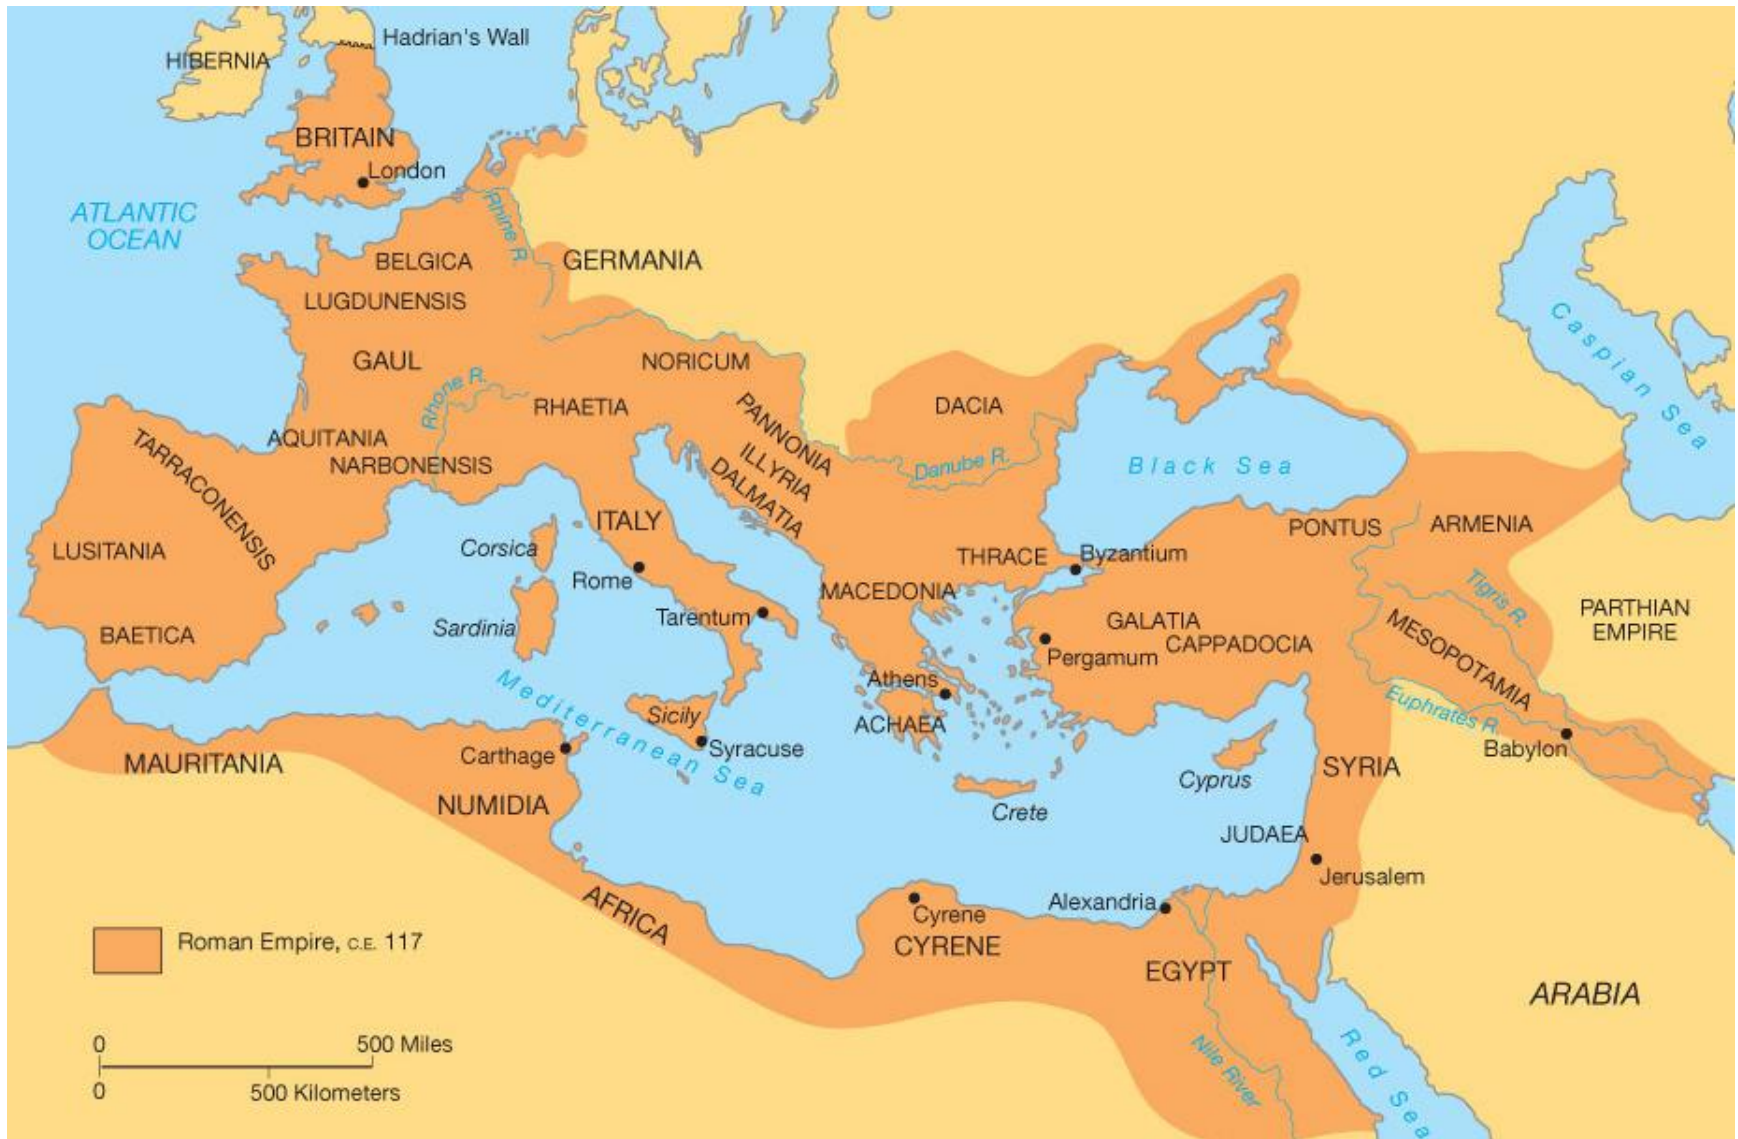 Hadrian's Wall
HIBERNIA
BRITAIN
London
ATLANTIC
OCEAN
Rhine R.
BELGICA
GERMANIA
LUGDUNENSIS
GAUL
NORICUM
Rhone R.
RHAETIA
PANNONIA
ILLYRIA
DALMATIA
DACIA
Danube R.
Black Sea
Caspian Sea
AQUITANIA
NARBONENSIS
TARRACONENSIS
LUSITANIA
BAETICA
ITALY
Corsica
Rome
Sardinia
Tarentum
THRACE
Byzantium
MACEDONIA
PONTUS
ARMENIA
Tigris R.
PARTHIAN
EMPIRE
GALATIA
CAPPADOCIA
Pergamum
MESOPOTAMIA
Athens
ACHAEA
Euphrates R.
Babylon
Mediterranean Sea
Sicily
Syracuse
Carthage
MAURITANIA
NUMIDIA
Crete
Cyprus
SYRIA
JUDAEA
Jerusalem
Alexandria
AFRICA
Cyrene
CYRENE
EGYPT
ARABIA
Nile River
Red Sea
Roman Empire, C.E. 117
0 500 Miles
0 500 Kilometers